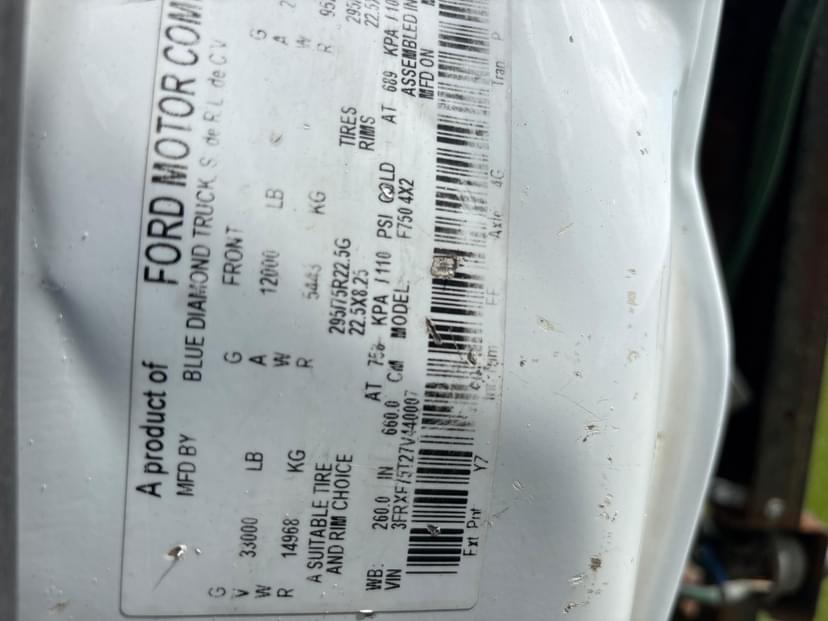 A product of FORD MOTOR COM
MFD BY BLUE DIAMOND TRUCK, S. de R.L. de C.V
G V W R
33000 LB
14968 KG
FRONT
G A W R
12000 LB
5443 KG
G A W R
A SUITABLE TIRE AND RIM CHOICE
295/75R22.5G TIRES
22.5X8.25 RIMS
AT 758 KPA / 110 PSI COLD
AT 689 KPA / 10
WB: 260.0 IN 660.0 CM MODEL: F750 4X2
ASSEMBLED IN
MFD ON
VIN
Ext Pnt Y7
Axle 4G
Tran P